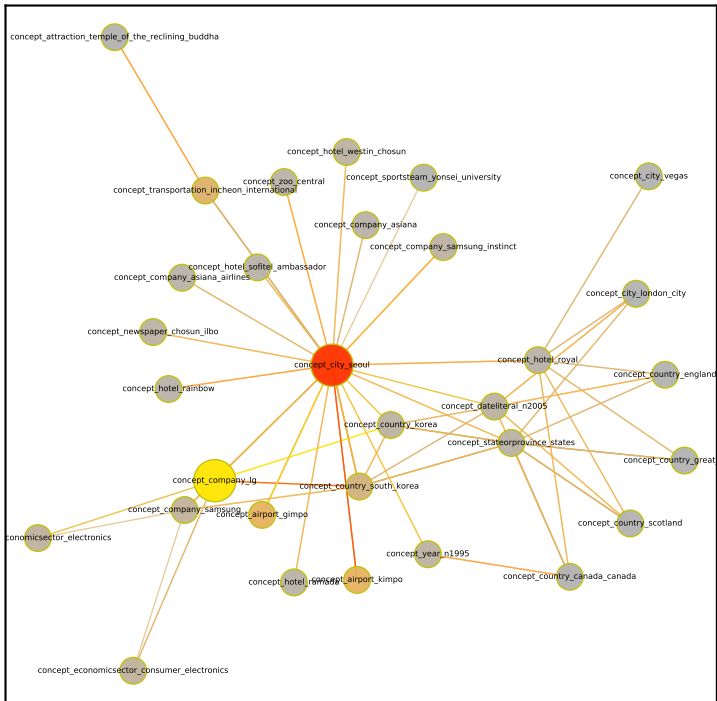 concept_attraction_temple_of_the_reclining_buddha
concept_hotel_westin_chosun
concept_zoo_central
concept_sportsteam_yonsei_university
concept_city_vegas
concept_transportation_incheon_international
concept_company_asiana
concept_company_samsung_instinct
concept_hotel_sofitel_ambassador
concept_company_asiana_airlines
concept_city_london_city
concept_newspaper_chosun_ilbo
concept_hotel_royal
concept_city_seoul
concept_country_england
concept_hotel_rainbow
concept_dateliteral_n2005
concept_country_korea
concept_stateorprovince_states
concept_country_great
concept_company_lg
concept_country_south_korea
concept_company_samsung
concept_airport_gimpo
concept_country_scotland
onomicsector_electronics
concept_year_n1995
concept_country_canada_canada
concept_hotel_ramada
concept_airport_kimpo
concept_economicsector_consumer_electronics